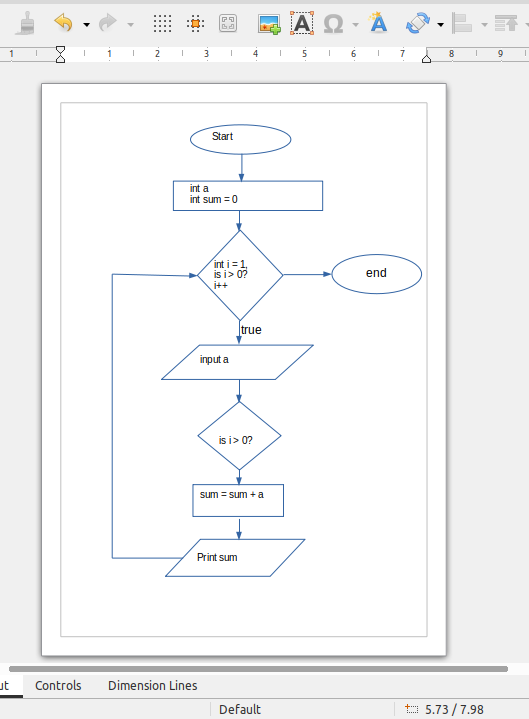 1 1 2 3 4 5 6 7 8 9
Start
int a
int sum = 0
int i = 1,
is i > 0?
i++
end
true
input a
is i > 0?
sum = sum + a
Print sum
ut Controls Dimension Lines
Default 5.73 / 7.98